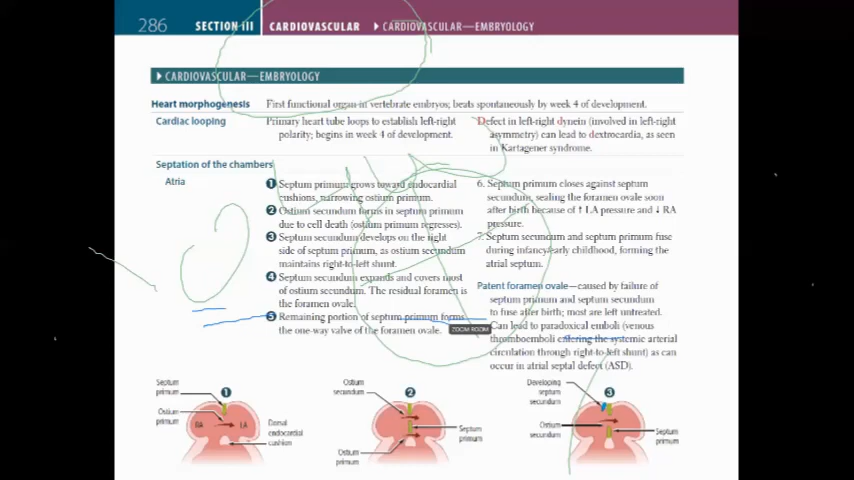 286 SECTION III CARDIOVASCULAR ▶ CARDIOVASCULAR—EMBRYOLOGY
▶ CARDIOVASCULAR—EMBRYOLOGY
Heart morphogenesis First functional organ in vertebrate embryos; beats spontaneously by week 4 of development.
Cardiac looping
Primary heart tube loops to establish left-right
polarity; begins in week 4 of development.
Defect in left-right dynein (involved in left-right
asymmetry) can lead to dextrocardia, as seen
in Kartagener syndrome.
Septation of the chambers
Atria
1 Septum primum grows toward endocardial
cushions, narrowing ostium primum.
2 Ostium secundum forms in septum primum
due to cell death (ostium primum regresses).
3 Septum secundum develops on the right
side of septum primum, as ostium secundum
maintains right-to-left shunt.
4 Septum secundum expands and covers most
of ostium secundum. The residual foramen is
the foramen ovale.
5 Remaining portion of septum primum forms
the one-way valve of the foramen ovale.
6. Septum primum closes against septum
secundum, sealing the foramen ovale soon
after birth because of ↑ LA pressure and ↓ RA
pressure.
7. Septum secundum and septum primum fuse
during infancy/early childhood, forming the
atrial septum.
Patent foramen ovale—caused by failure of
septum primum and septum secundum
to fuse after birth; most are left untreated.
Can lead to paradoxical emboli (venous
thromboemboli entering the systemic arterial
circulation through right-to-left shunt) as can
occur in atrial septal defect (ASD).
ZOOM ROOM
Septum
primum
1
Ostium
primum
RA
LA
Dorsal
endocardial
cushion
Ostium
secundum
2
Septum
primum
Ostium
primum
Developing
septum
secundum
3
Ostium
secundum
Septum
primum